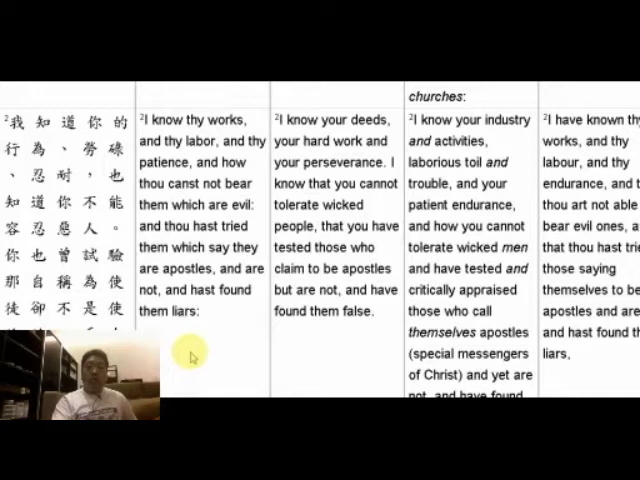 ²我知道你的
行為、勞碌
、忍耐，也
知道你不能
容忍惡人。
你也曾試驗
那自稱為使
徒卻不是使
²I know thy works,
and thy labor, and thy
patience, and how
thou canst not bear
them which are evil:
and thou hast tried
them which say they
are apostles, and are
not, and hast found
them liars:
²I know your deeds,
your hard work and
your perseverance. I
know that you cannot
tolerate wicked
people, that you have
tested those who
claim to be apostles
but are not, and have
found them false.
churches:
²I know your industry
and activities,
laborious toil and
trouble, and your
patient endurance,
and how you cannot
tolerate wicked men
and have tested and
critically appraised
those who call
themselves apostles
(special messengers
of Christ) and yet are
not, and have found
²I have known thy
works, and thy
labour, and thy
endurance, and t
thou art not able
bear evil ones, a
that thou hast trie
those saying
themselves to be
apostles and are
and hast found th
liars,